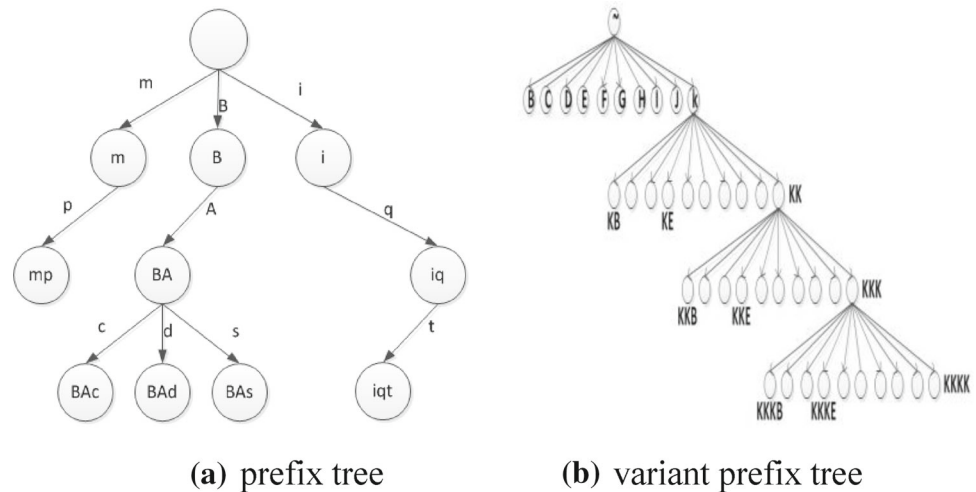 m B i
m B i
p A q
mp BA iq
c d s t
BAc BAd BAs iqt
(a) prefix tree
~
B C D E F G H I J k
KK
KB KE
KKK
KKB KKE
KKKK
KKKB KKKE
(b) variant prefix tree